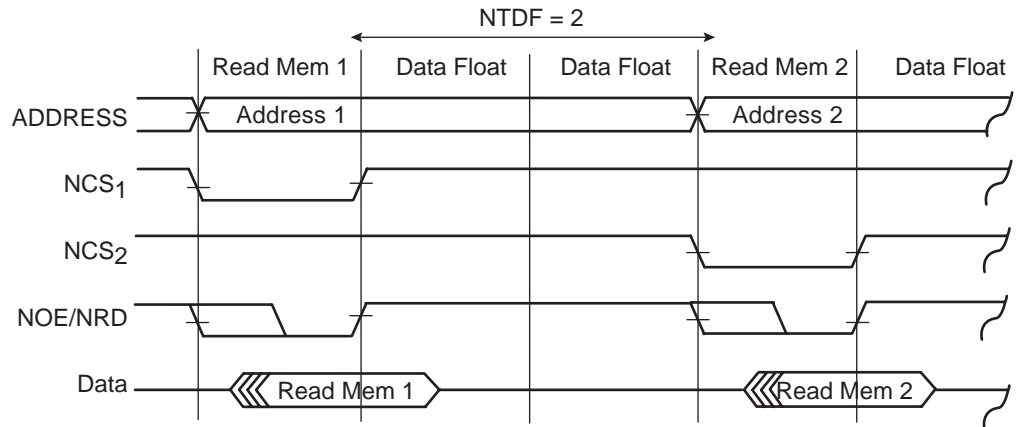 NTDF = 2
Read Mem 1 Data Float Data Float Read Mem 2 Data Float
ADDRESS Address 1 Address 2
NCS1
NCS2
NOE/NRD
Data Read Mem 1 Read Mem 2